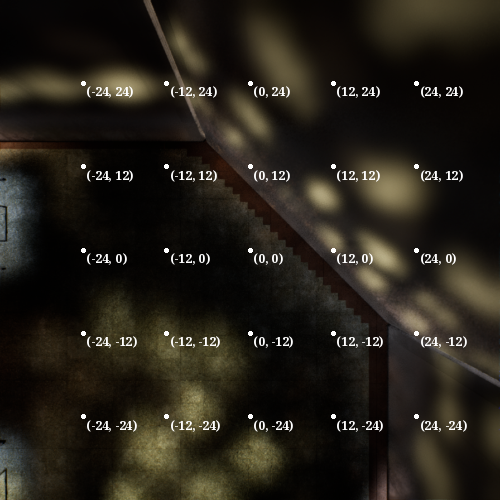 (-24, 24) (-12, 24) (0, 24) (12, 24) (24, 24)
(-24, 12) (-12, 12) (0, 12) (12, 12) (24, 12)
(-24, 0) (-12, 0) (0, 0) (12, 0) (24, 0)
(-24, -12) (-12, -12) (0, -12) (12, -12) (24, -12)
(-24, -24) (-12, -24) (0, -24) (12, -24) (24, -24)